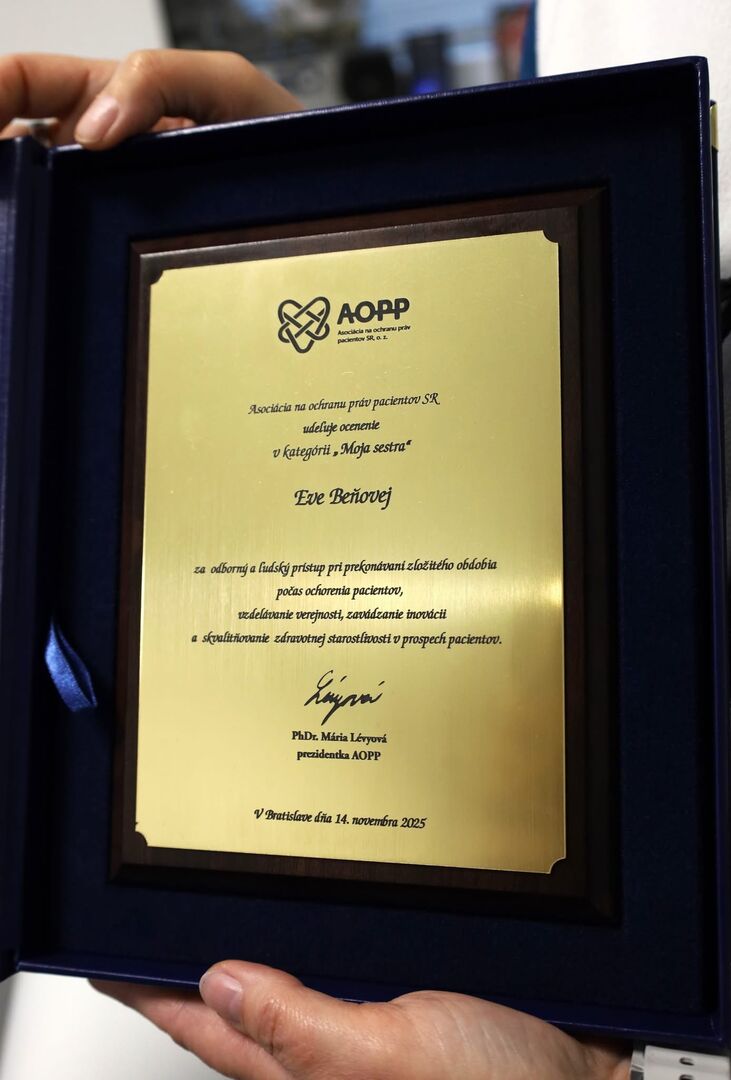 AOPP
Asociácia na ochranu práv
pacientov SR, o. z.
Asociácia na ochranu práv pacientov SR
udeľuje ocenenie
v kategórii „Moja sestra“
Eve Beňovej
za odborný a ľudský prístup pri prekonávaní zložitého obdobia
počas ochorenia pacientov,
vzdelávanie verejnosti, zavádzanie inovácií
a skvalitňovanie zdravotnej starostlivosti v prospech pacientov.
Lévyová
PhDr. Mária Lévyová
prezidentka AOPP
V Bratislave dňa 14. novembra 2025